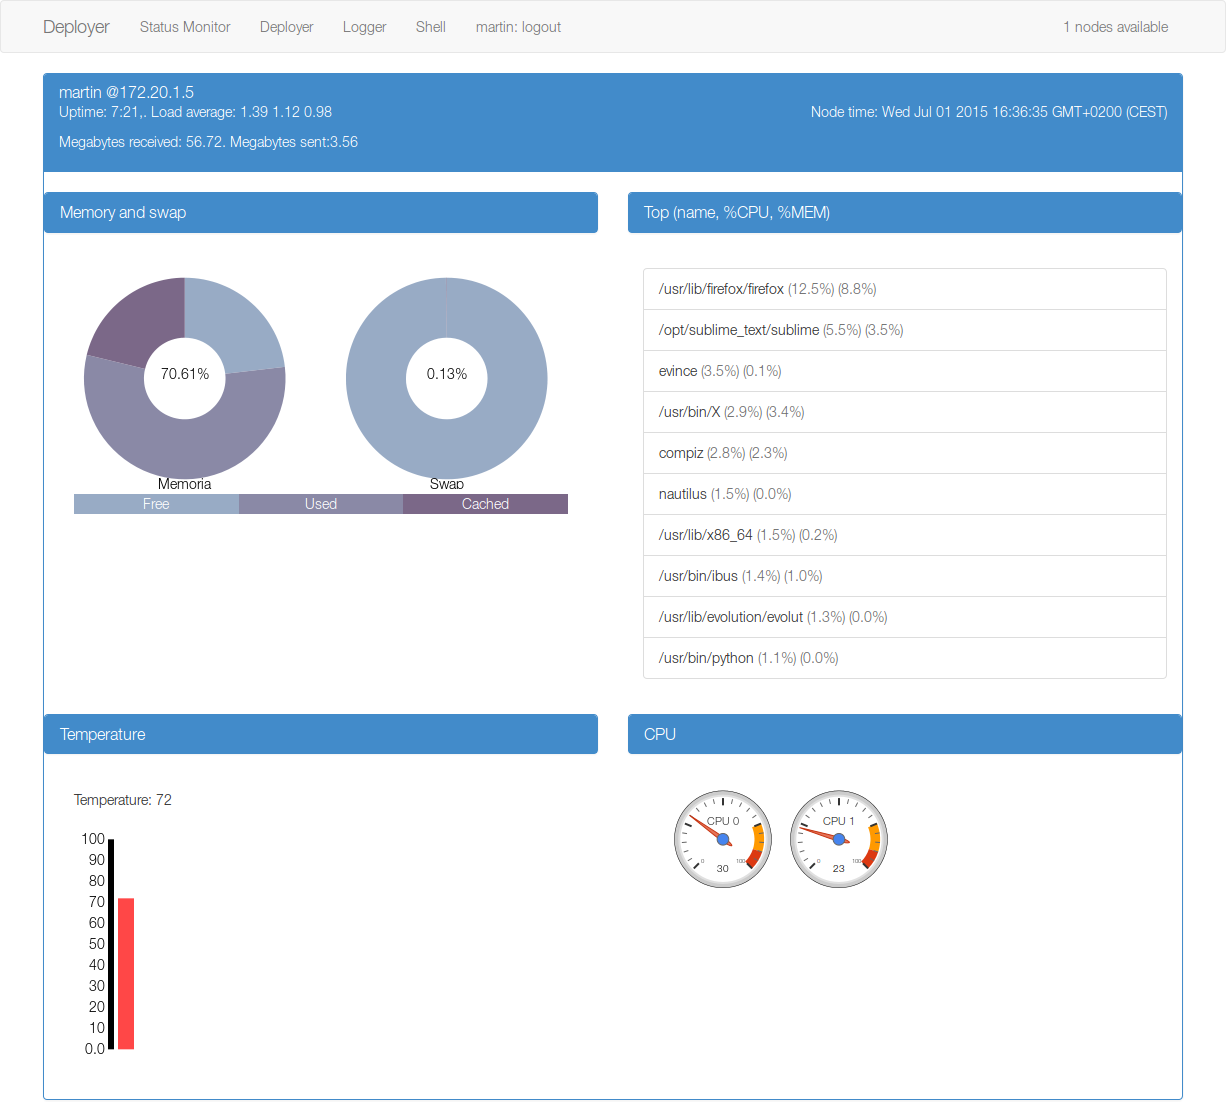 Deployer Status Monitor Deployer Logger Shell martin: logout 1 nodes available
martin @172.20.1.5
Uptime: 7:21,. Load average: 1.39 1.12 0.98 Node time: Wed Jul 01 2015 16:36:35 GMT+0200 (CEST)
Megabytes received: 56.72. Megabytes sent:3.56
Memory and swap
70.61%
0.13%
Memoria
Swap
Free Used Cached
Top (name, %CPU, %MEM)
/usr/lib/firefox/firefox (12.5%) (8.8%)
/opt/sublime_text/sublime (5.5%) (3.5%)
evince (3.5%) (0.1%)
/usr/bin/X (2.9%) (3.4%)
compiz (2.8%) (2.3%)
nautilus (1.5%) (0.0%)
/usr/lib/x86_64 (1.5%) (0.2%)
/usr/bin/ibus (1.4%) (1.0%)
/usr/lib/evolution/evolut (1.3%) (0.0%)
/usr/bin/python (1.1%) (0.0%)
Temperature
Temperature: 72
100
90
80
70
60
50
40
30
20
10
0.0
CPU
CPU 0
0 100
30
CPU 1
0 100
23